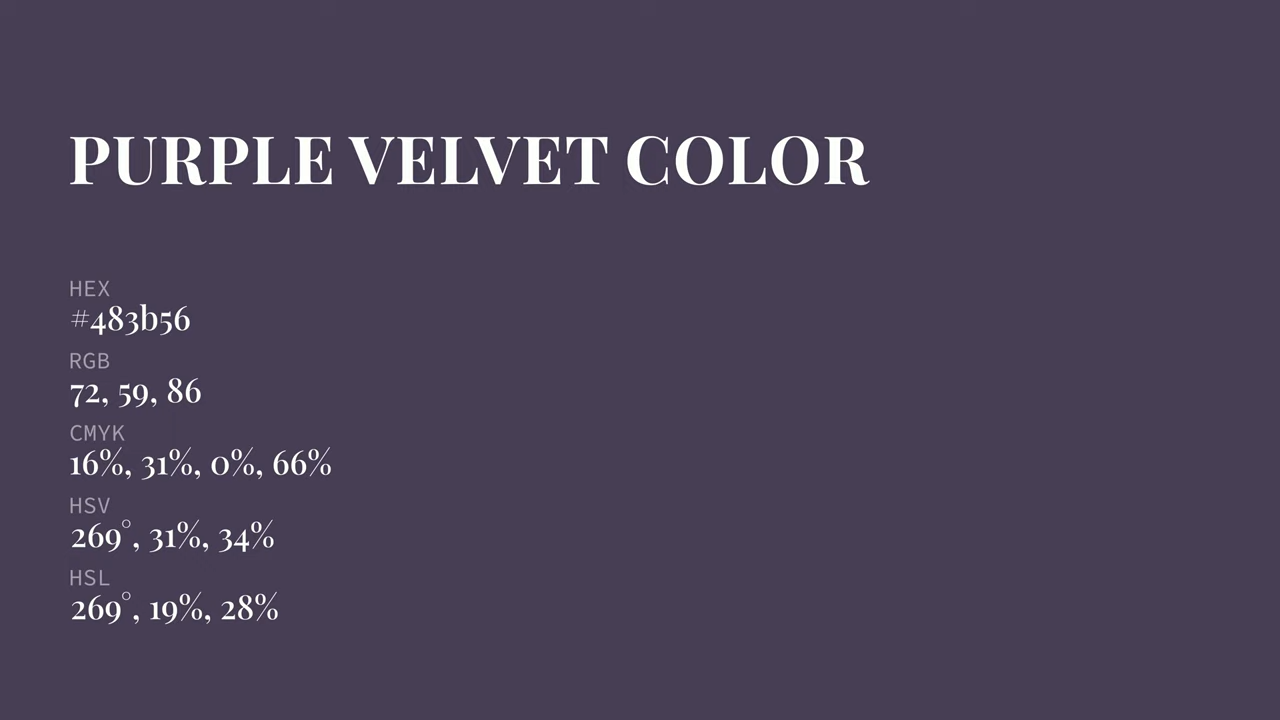 PURPLE VELVET COLOR
HEX
#483b56
RGB
72, 59, 86
CMYK
16%, 31%, 0%, 66%
HSV
269°, 31%, 34%
HSL
269°, 19%, 28%